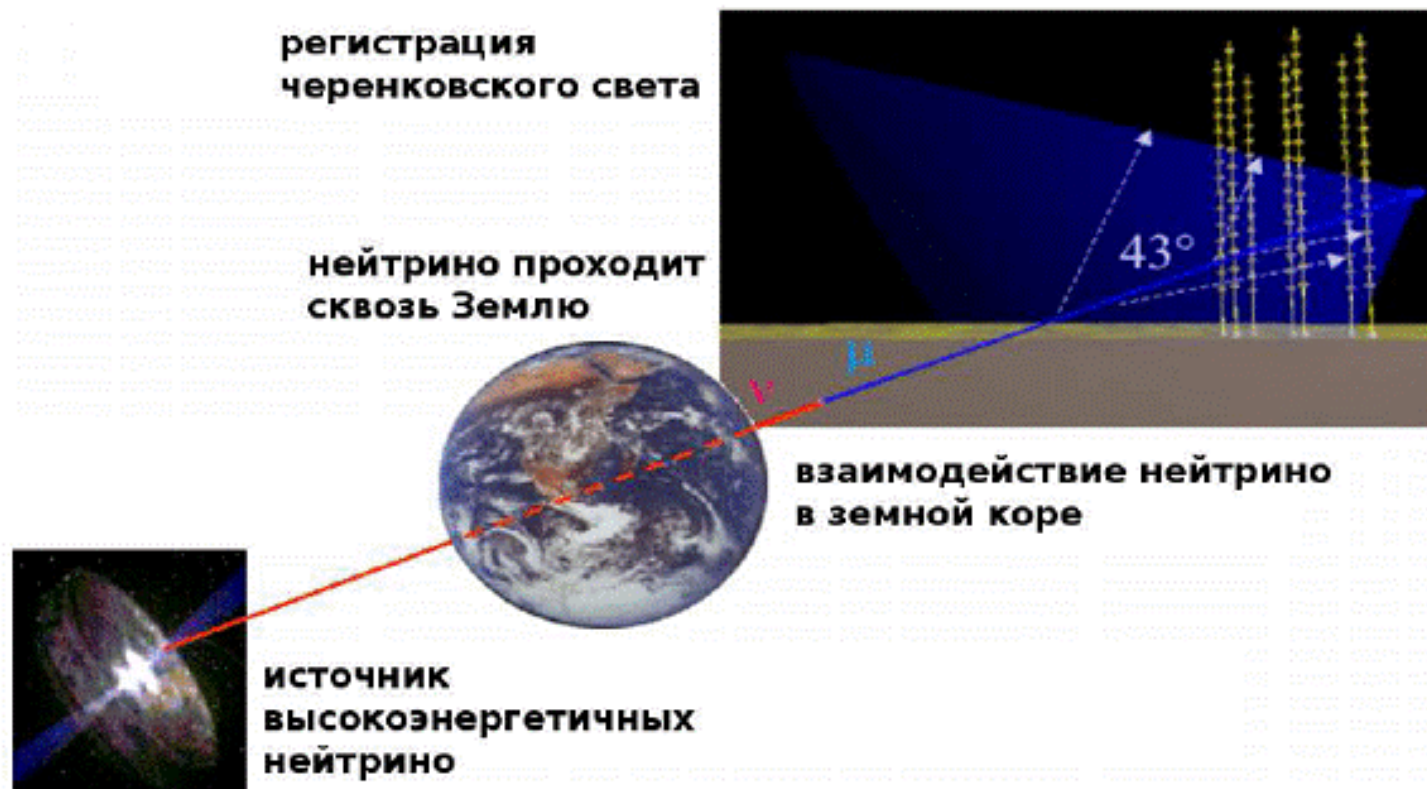 регистрация
черенковского света
43°
нейтрино проходит
сквозь Землю
μ
ν
взаимодействие нейтрино
в земной коре
источник
высокоэнергетичных
нейтрино